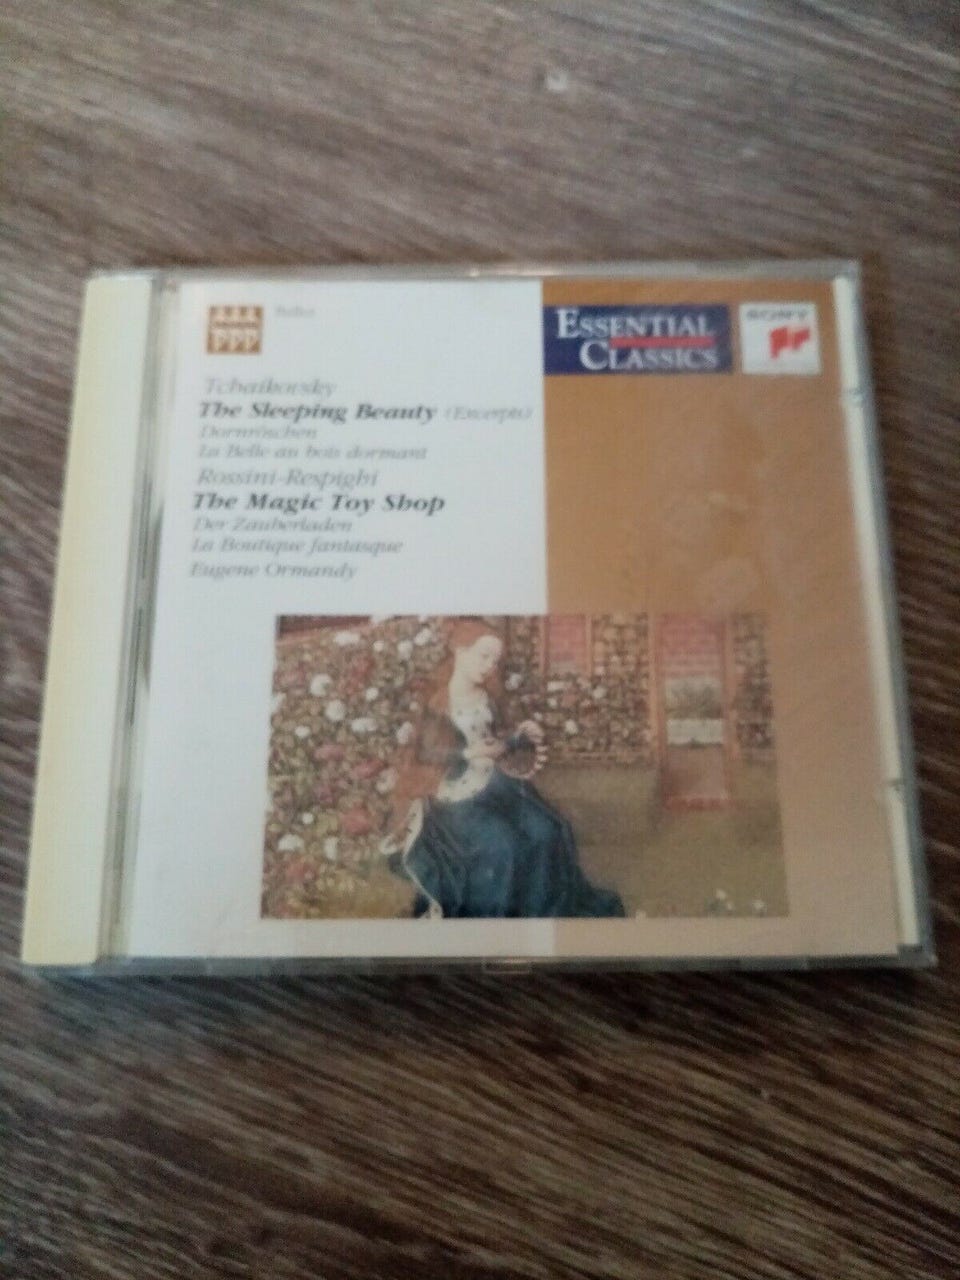 PPP
Ballet
ESSENTIAL
CLASSICS
SONY
Tchaikovsky
The Sleeping Beauty (Excerpts)
Dornröschen
La Belle au bois dormant
Rossini-Respighi
The Magic Toy Shop
Der Zauberladen
La Boutique fantasque
Eugene Ormandy